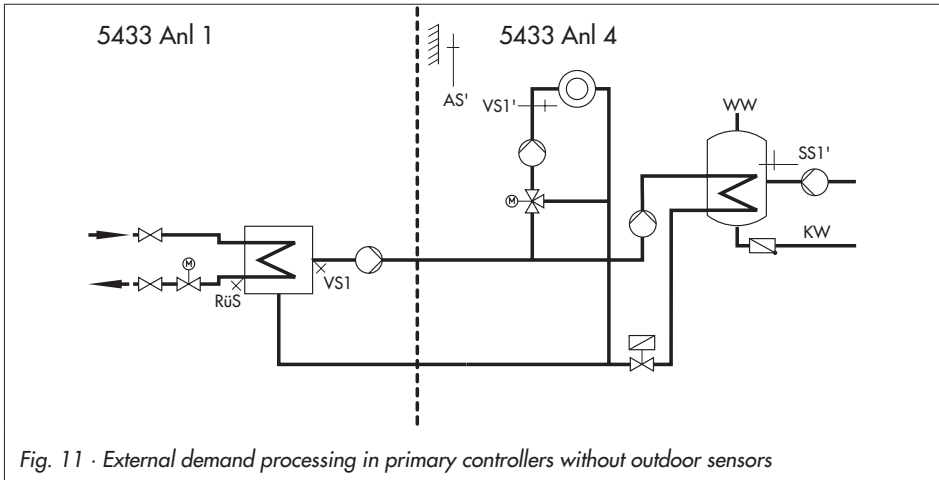 5433 Anl 1
5433 Anl 4
AS'
VS1'
WW
SS1'
M
KW
M
VS1
RüS
Fig. 11 · External demand processing in primary controllers without outdoor sensors